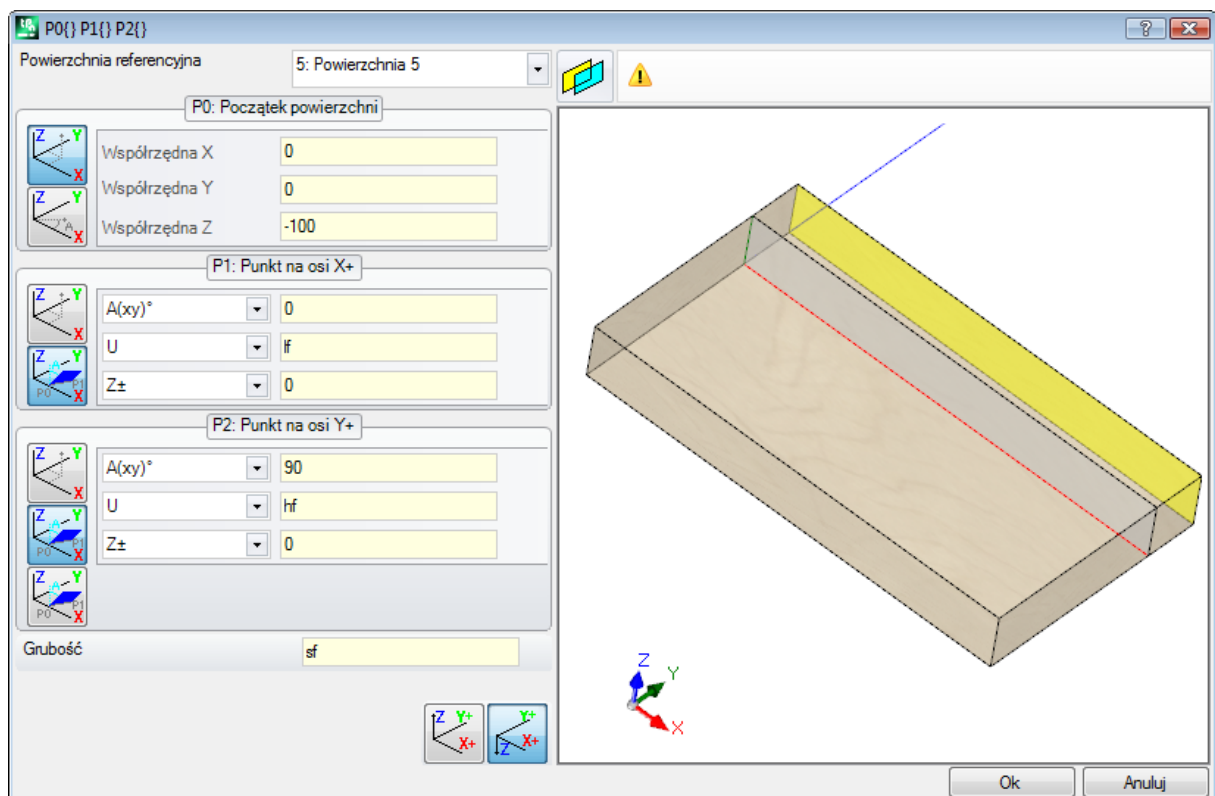 P0{} P1{} P2{}
Powierzchnia referencyjna
5: Powierzchnia 5
P0: Początek powierzchni
Współrzędna X
0
Współrzędna Y
0
Współrzędna Z
-100
P1: Punkt na osi X+
A(xy)°
0
U
lf
Z±
0
P2: Punkt na osi Y+
A(xy)°
90
U
hf
Z±
0
Grubość
sf
Z Y+ X+
Y+ Z X+
Z Y X
Ok
Anuluj